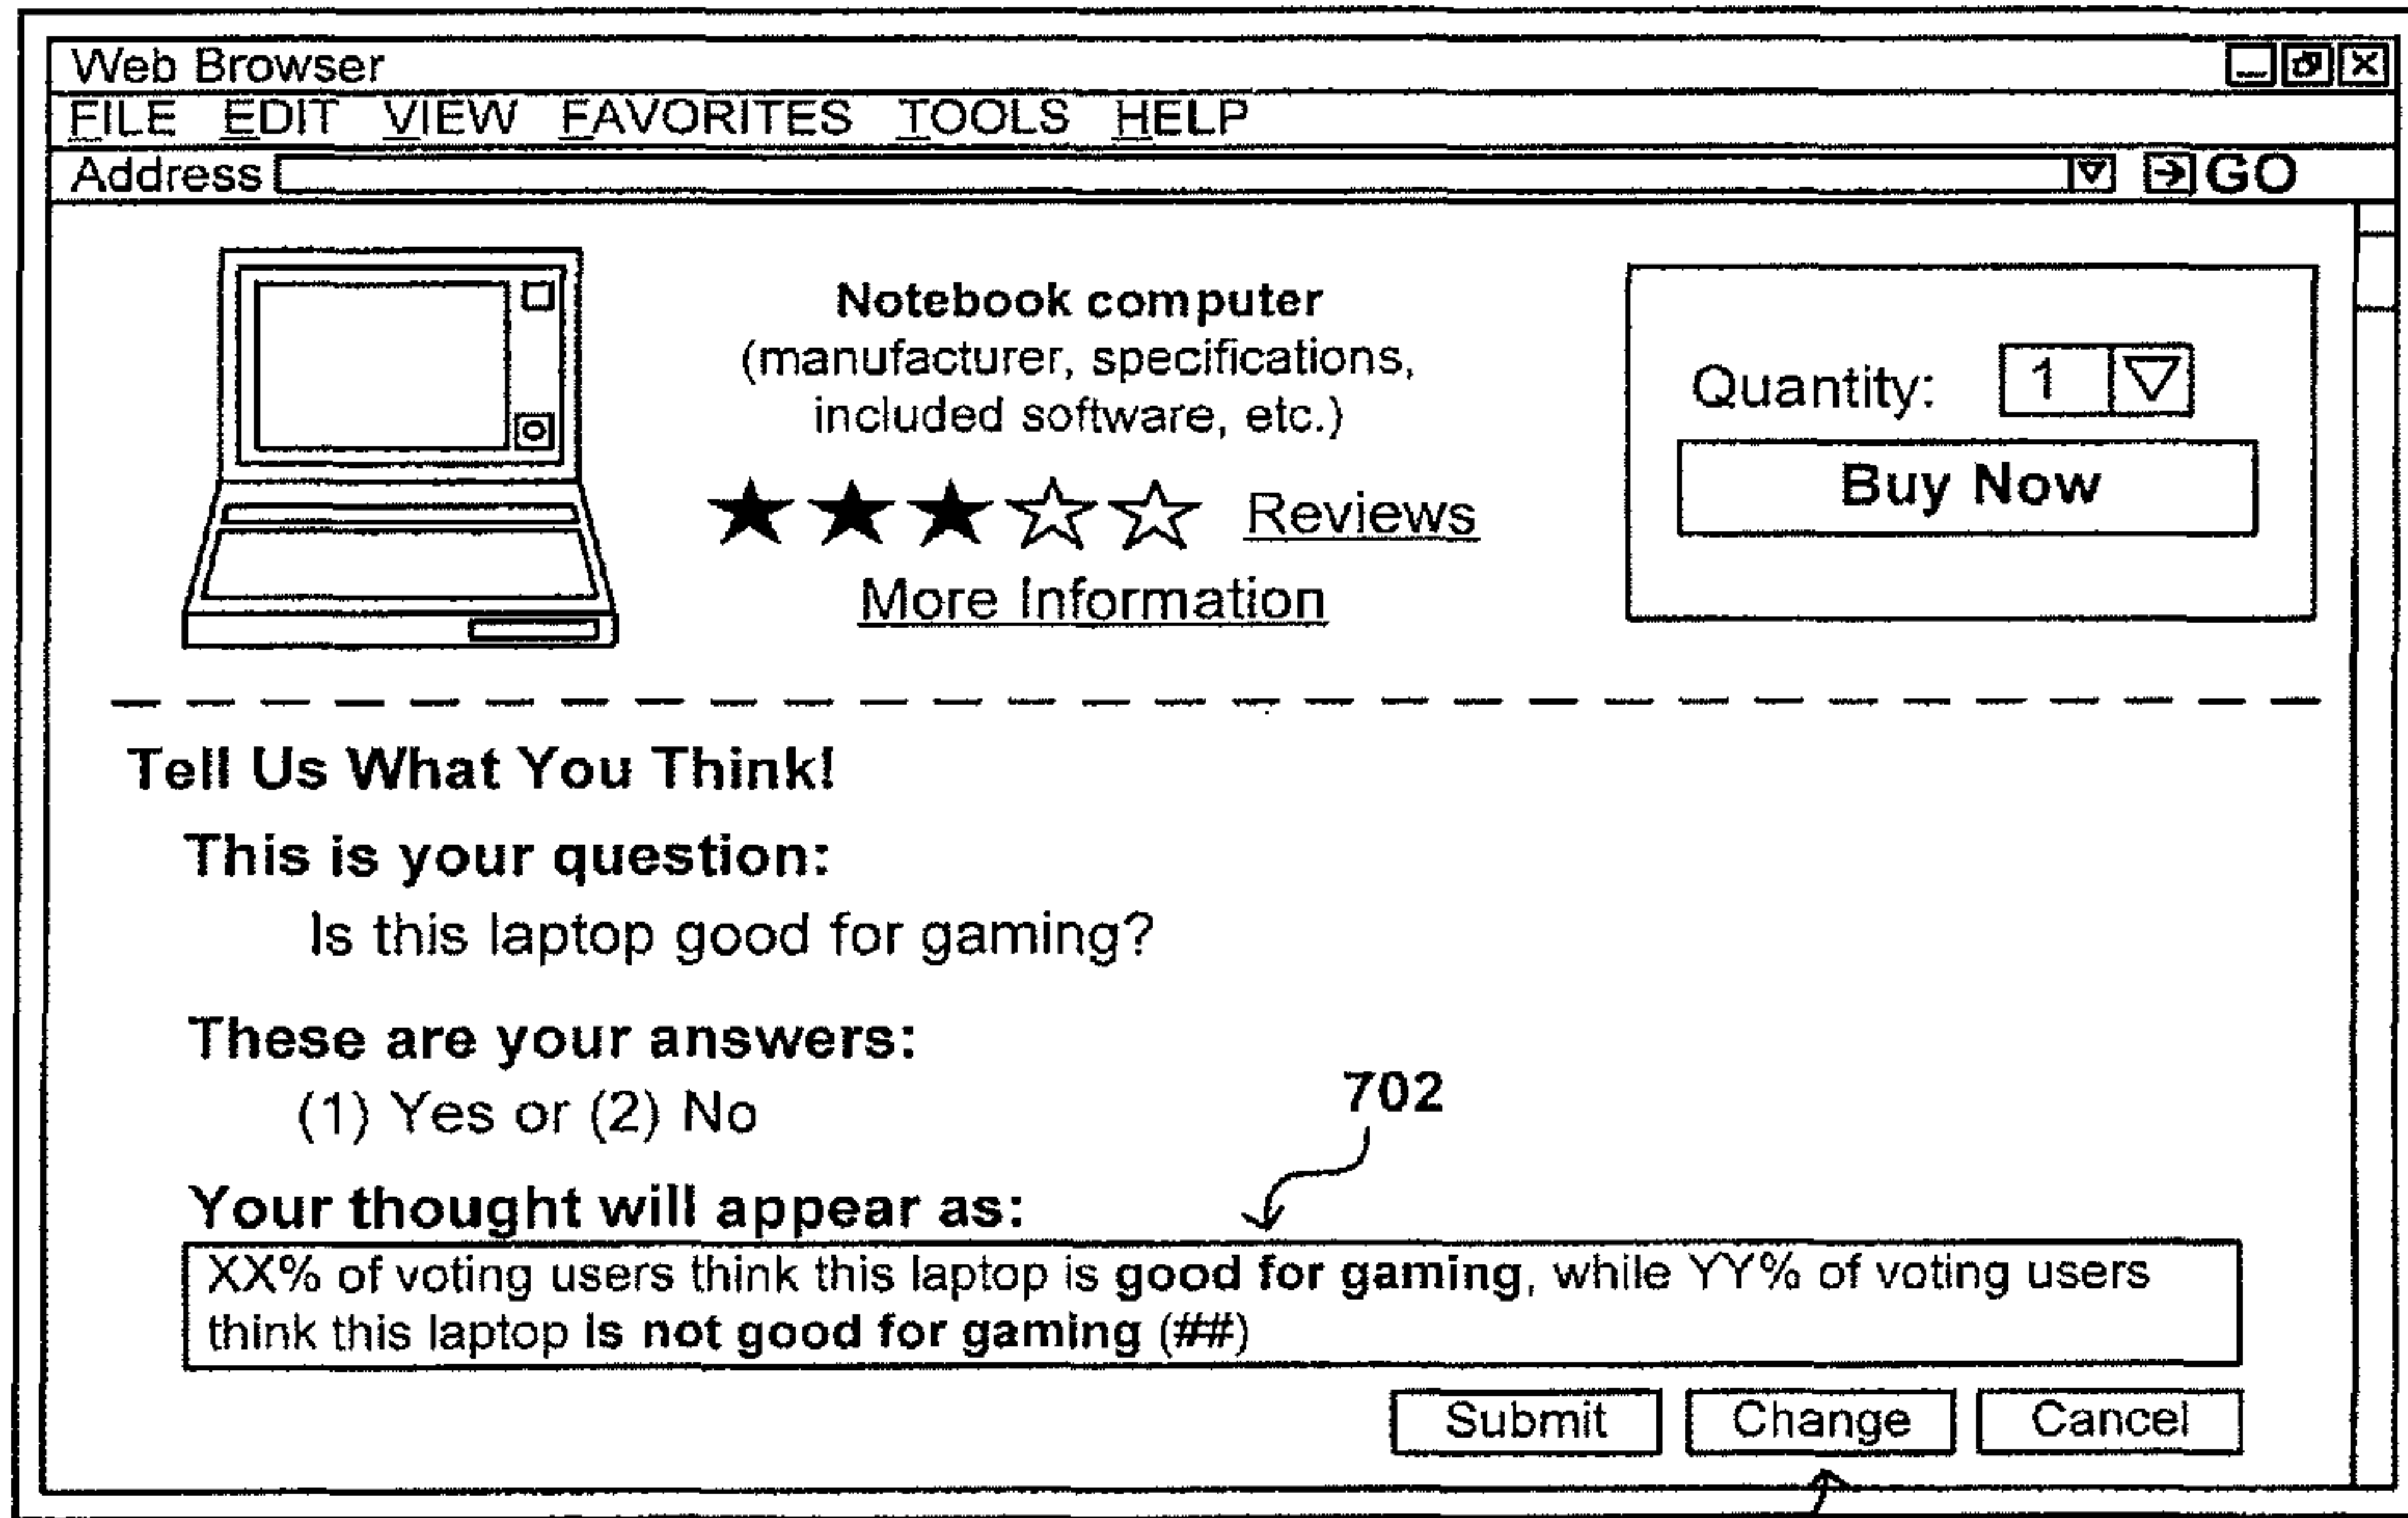 Web Browser
FILE EDIT VIEW FAVORITES TOOLS HELP
Address GO
Notebook computer
(manufacturer, specifications,
included software, etc.)
Reviews
More Information
Quantity: 1
Buy Now
Tell Us What You Think!
This is your question:
Is this laptop good for gaming?
These are your answers:
(1) Yes or (2) No
702
Your thought will appear as:
XX% of voting users think this laptop is good for gaming, while YY% of voting users
think this laptop is not good for gaming (##)
Submit Change Cancel